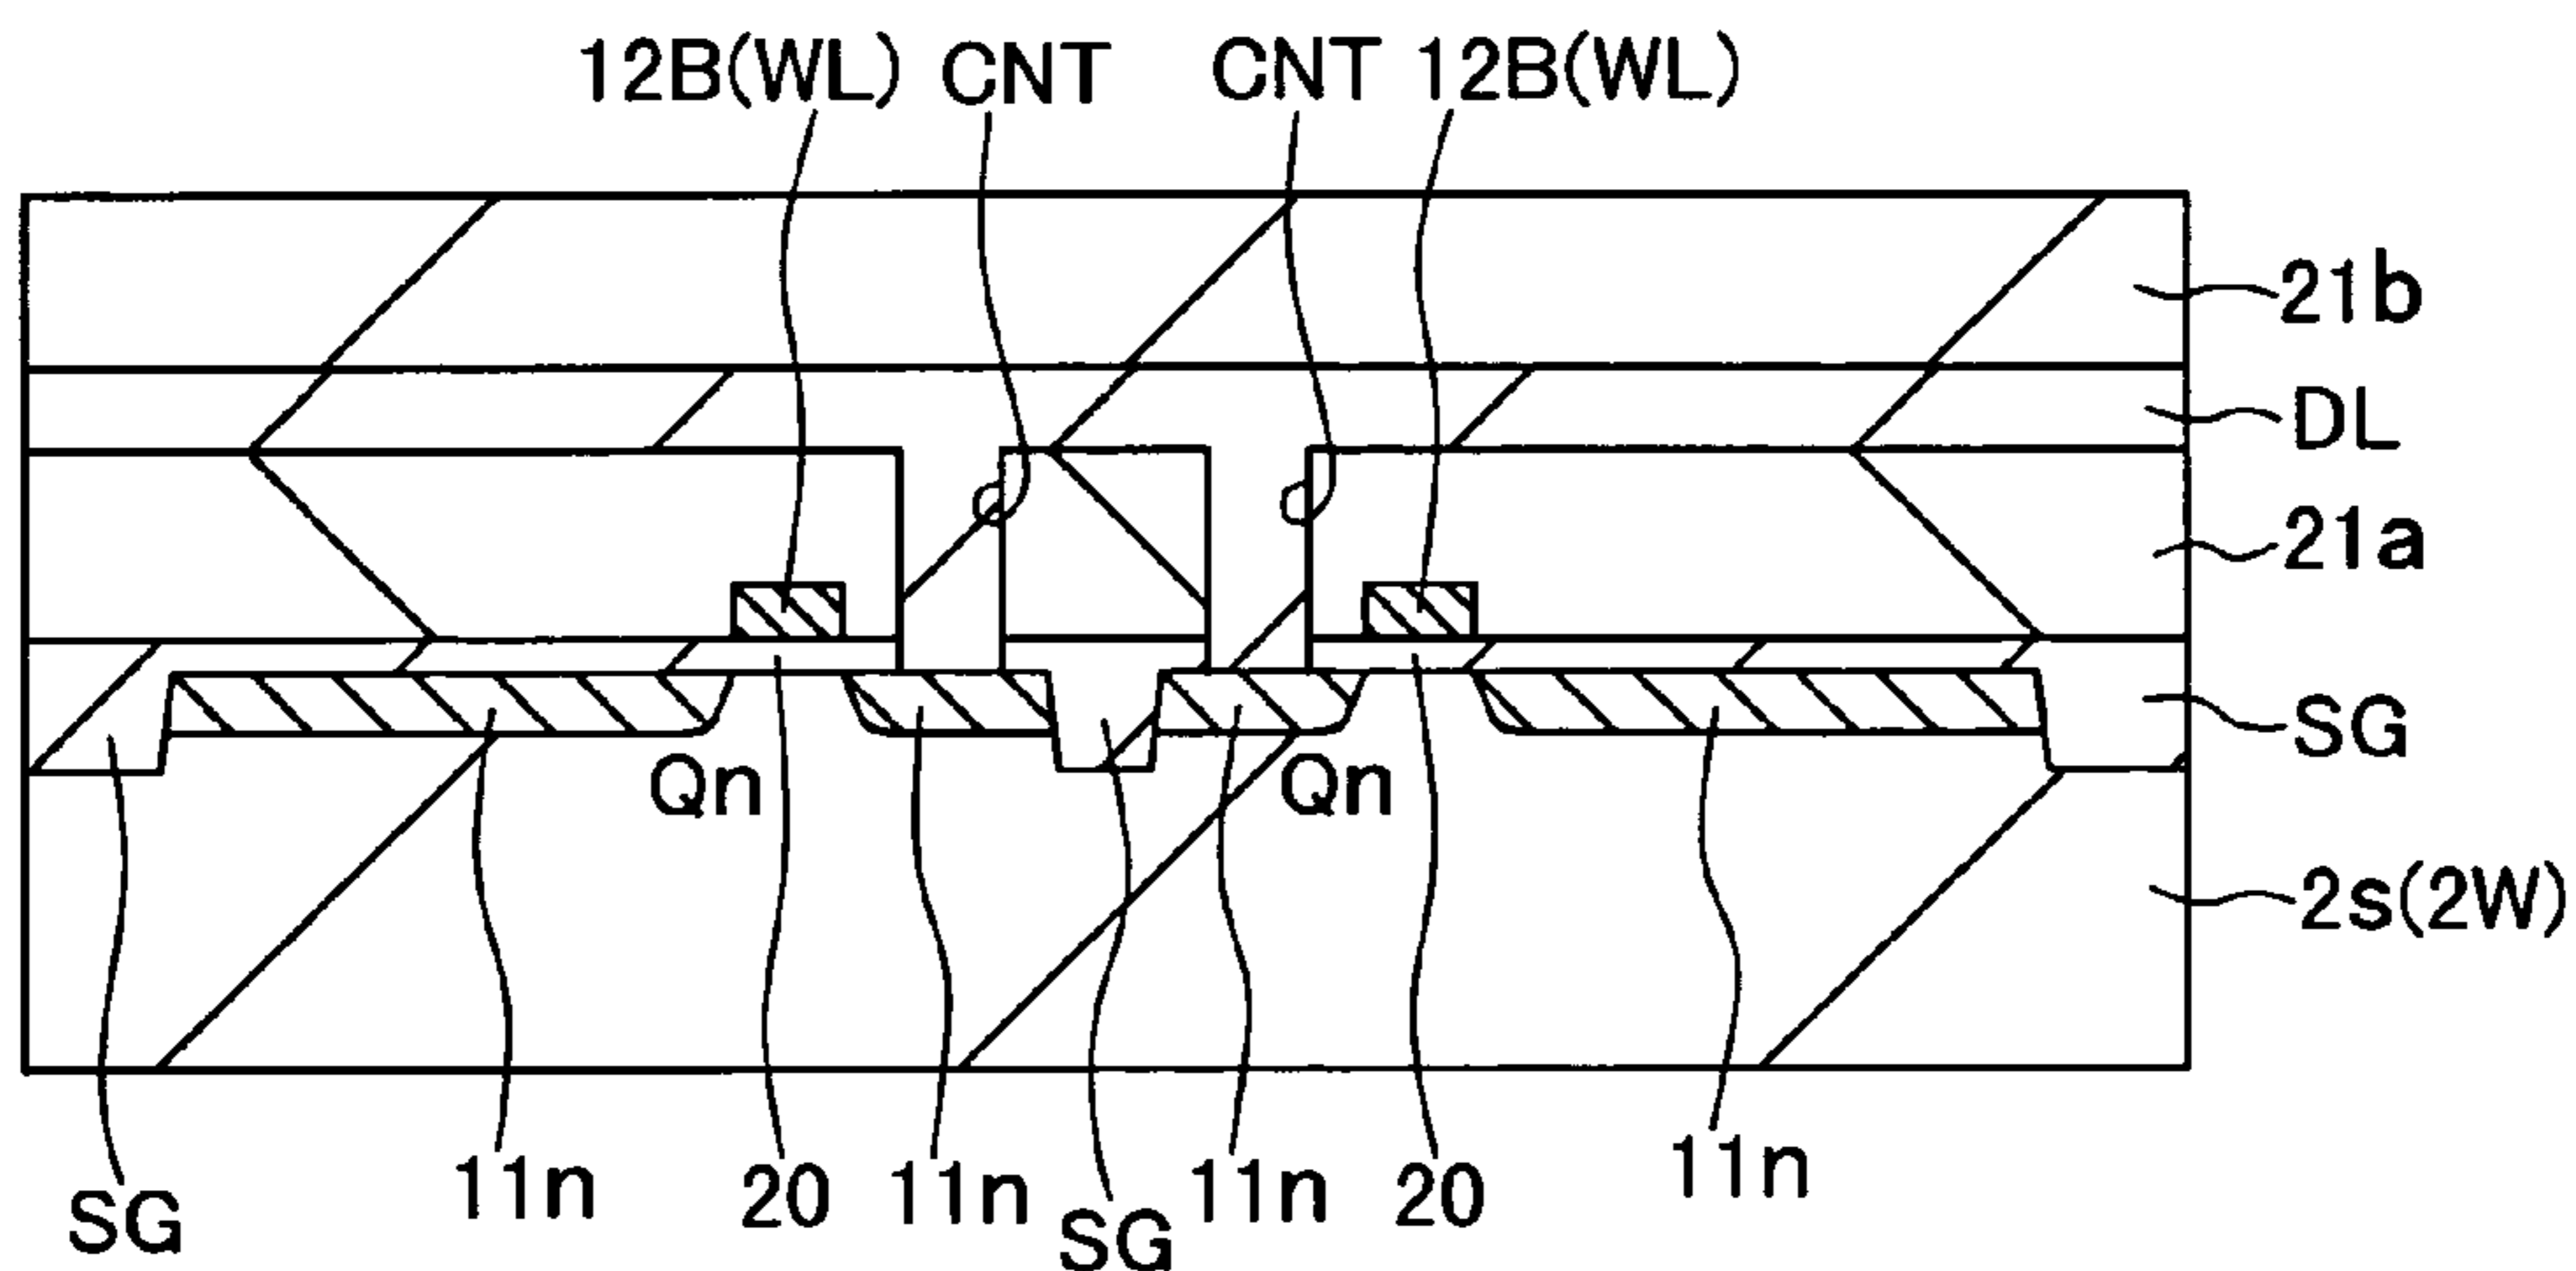 12B(WL) CNT CNT 12B(WL)
21b
DL
21a
SG
Qn Qn
2s(2W)
SG 11n 20 11n SG 11n 20 11n